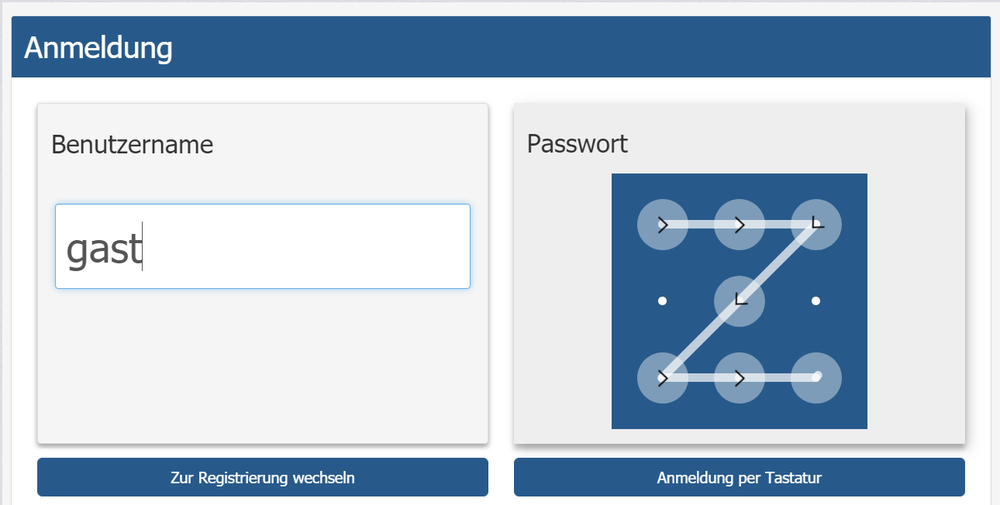 Anmeldung
Benutzername
gast
Passwort
Zur Registrierung wechseln
Anmeldung per Tastatur